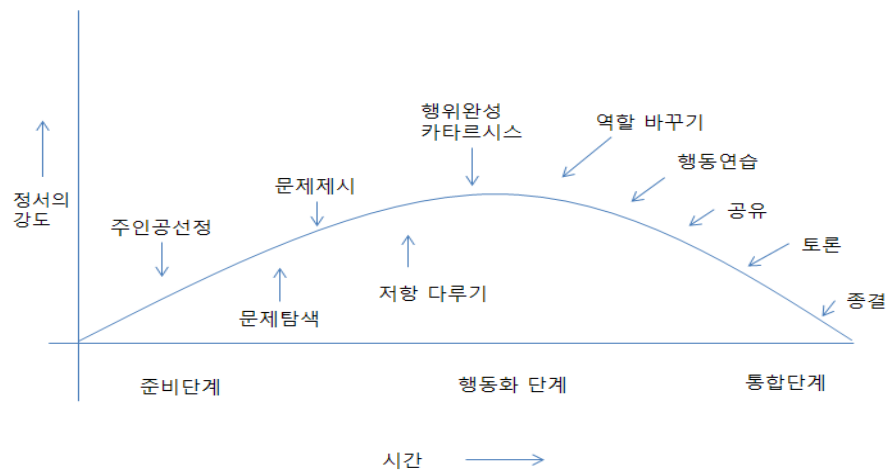 행위완성
카타르시스
역할 바꾸기
행동연습
문제제시
정서의
강도
주인공선정
공유
토론
저항 다루기
문제탐색
종결
준비단계
행동화 단계
통합단계
시간